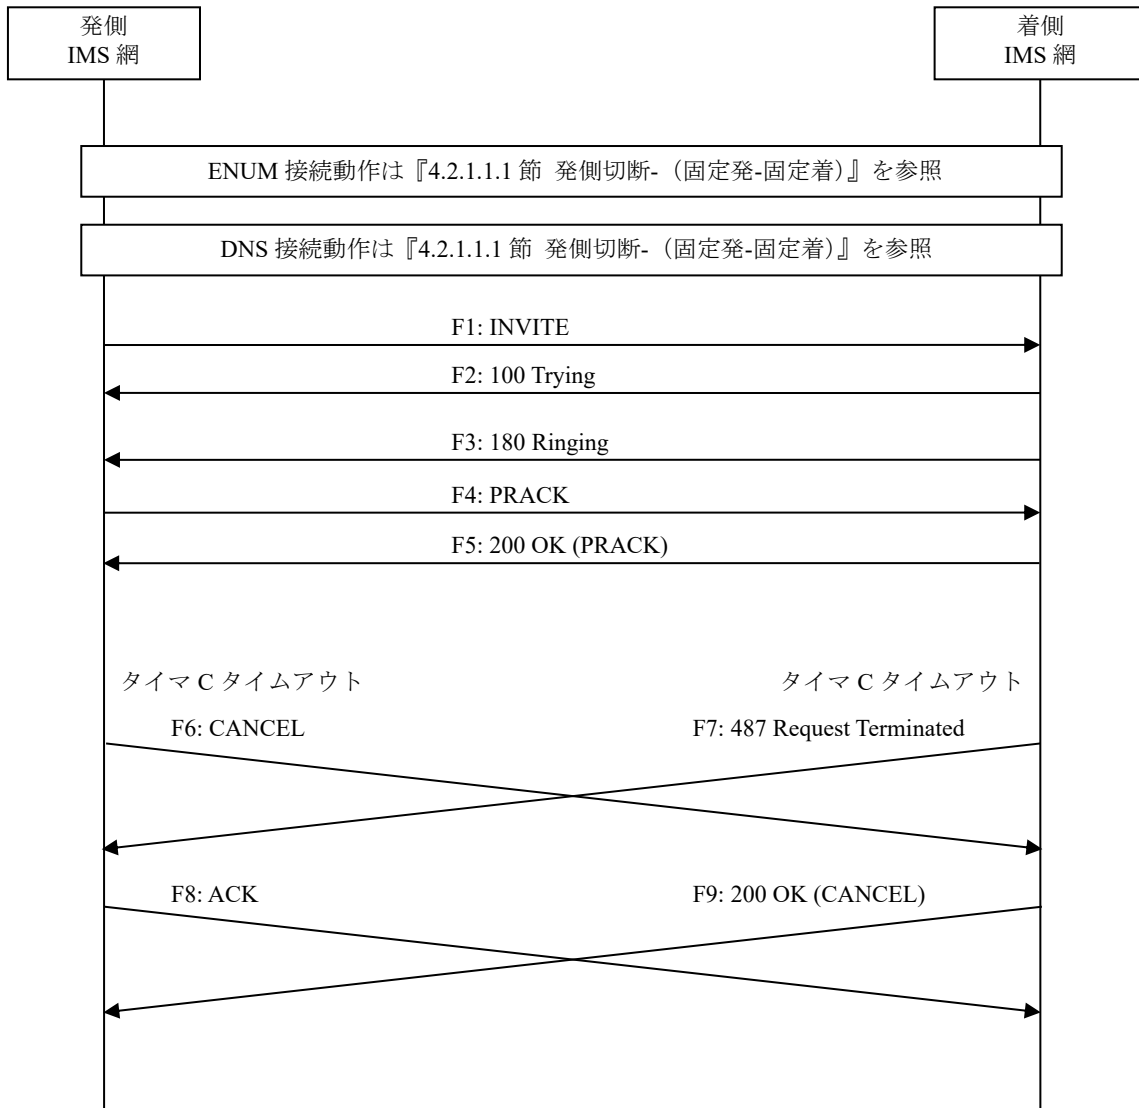 発側
IMS 網
着側
IMS 網
ENUM 接続動作は『4.2.1.1.1 節 発側切断-（固定発-固定着）』を参照
DNS 接続動作は『4.2.1.1.1 節 発側切断-（固定発-固定着）』を参照
F1: INVITE
F2: 100 Trying
F3: 180 Ringing
F4: PRACK
F5: 200 OK (PRACK)
タイマ C タイムアウト
タイマ C タイムアウト
F6: CANCEL
F7: 487 Request Terminated
F8: ACK
F9: 200 OK (CANCEL)